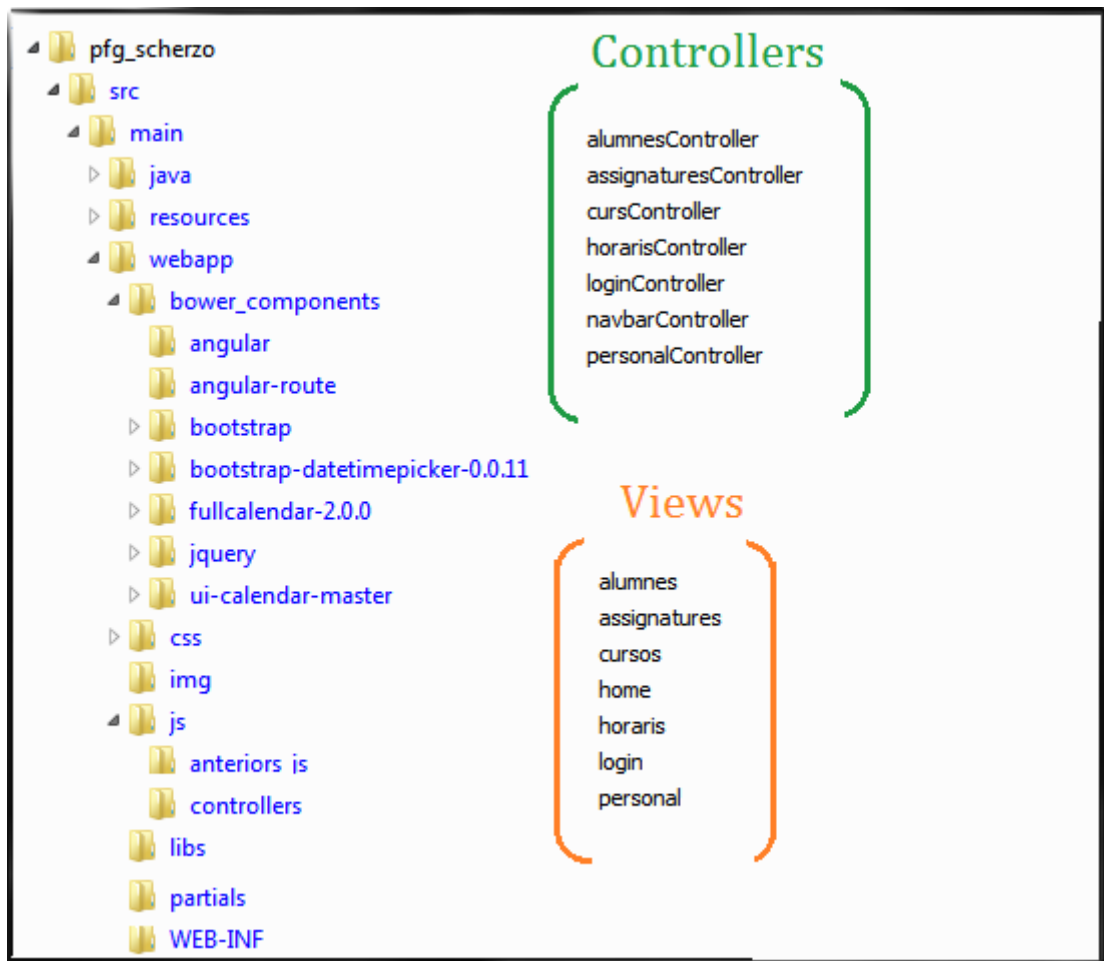 pfg_scherzo
src
main
java
resources
webapp
bower_components
angular
angular-route
bootstrap
bootstrap-datetimepicker-0.0.11
fullcalendar-2.0.0
jquery
ui-calendar-master
css
img
js
anteriors_js
controllers
libs
partials
WEB-INF
Controllers
alumnesController
assignaturesController
cursController
horarisController
loginController
navbarController
personalController
Views
alumnes
assignatures
cursos
home
horaris
login
personal